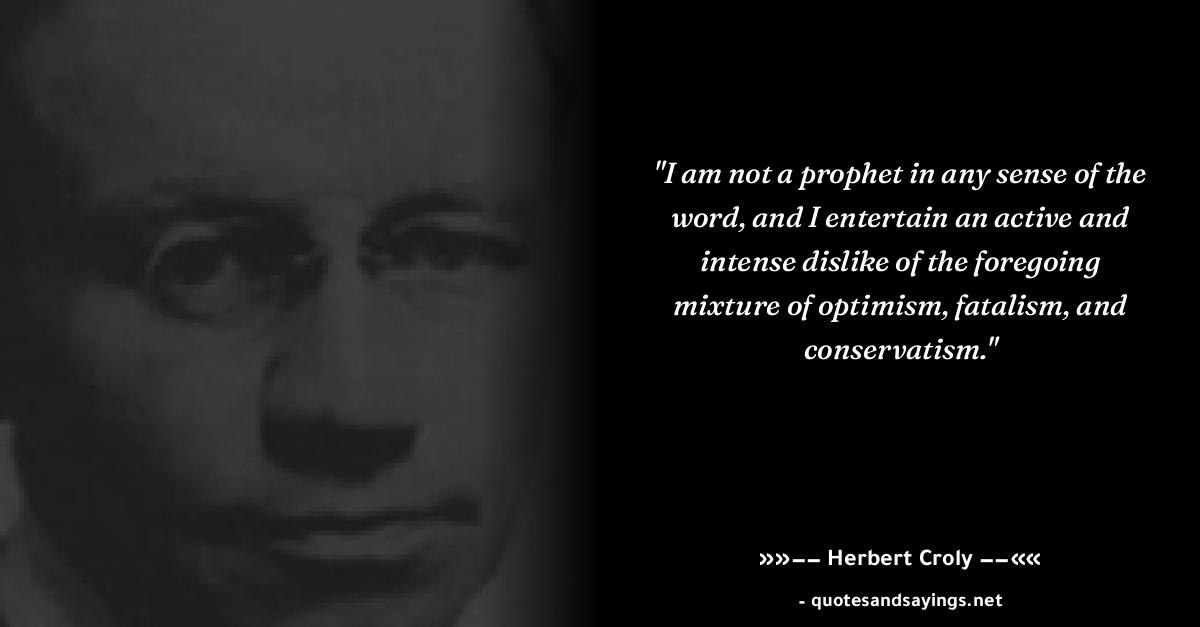 "I am not a prophet in any sense of the
word, and I entertain an active and
intense dislike of the foregoing
mixture of optimism, fatalism, and
conservatism."
»»−− Herbert Croly −−««
- quotesandsayings.net